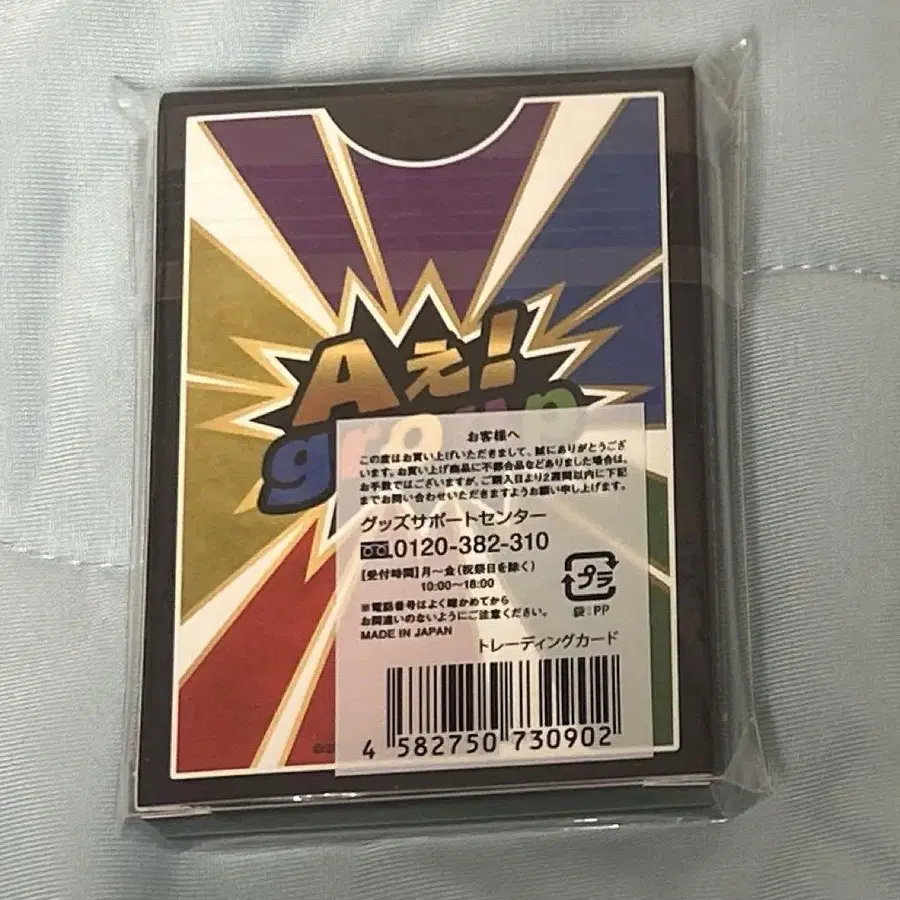 Aぇ!
group
お客様へ
この度はお買い上げいただきまして、誠にありがとうござ
います。お買い上げ商品に不都合品などありました場合は、
お手数ではございますが、ご購入日より2週間以内に下記
までお問い合わせいただきますようお願い申し上げます。
グッズサポートセンター
0120-382-310
[受付時間]月〜金(祝祭日を除く)
10:00〜18:00
※電話番号はよく確かめてから
お間違いのないようにご注意ください。
MADE IN JAPAN
プラ
袋:PP
トレーディングカード
4 582750 730902